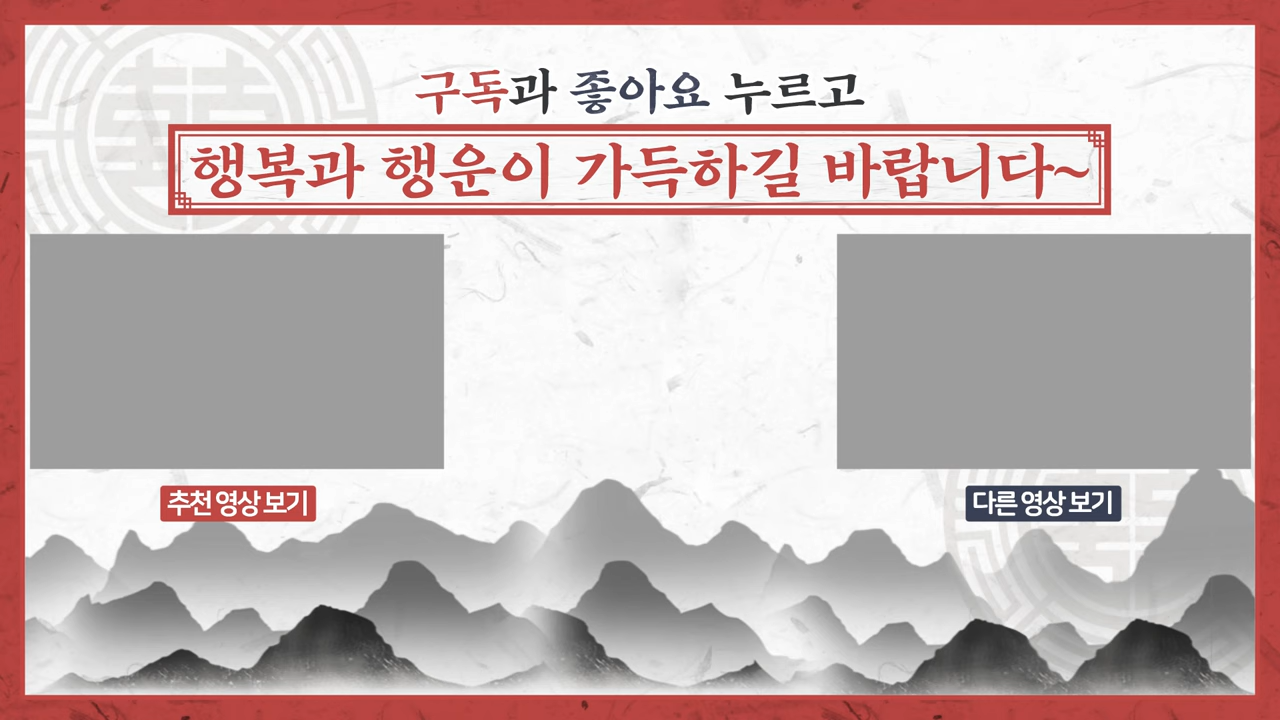 구독과 좋아요 누르고
행복과 행운이 가득하길 바랍니다~
추천 영상 보기
다른 영상 보기